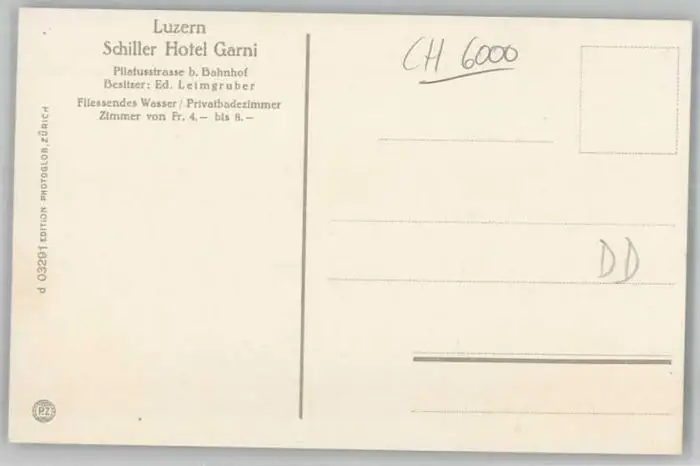 Luzern
Schiller Hotel Garni
Pilatusstrasse b. Bahnhof
Besitzer: Ed. Leimgruber
Fliessendes Wasser / Privatbadezimmer
Zimmer von Fr. 4.— bis 8.—
d 03291 EDITION PHOTOGLOB, ZÜRICH
P.Z.
CH 6000
DD